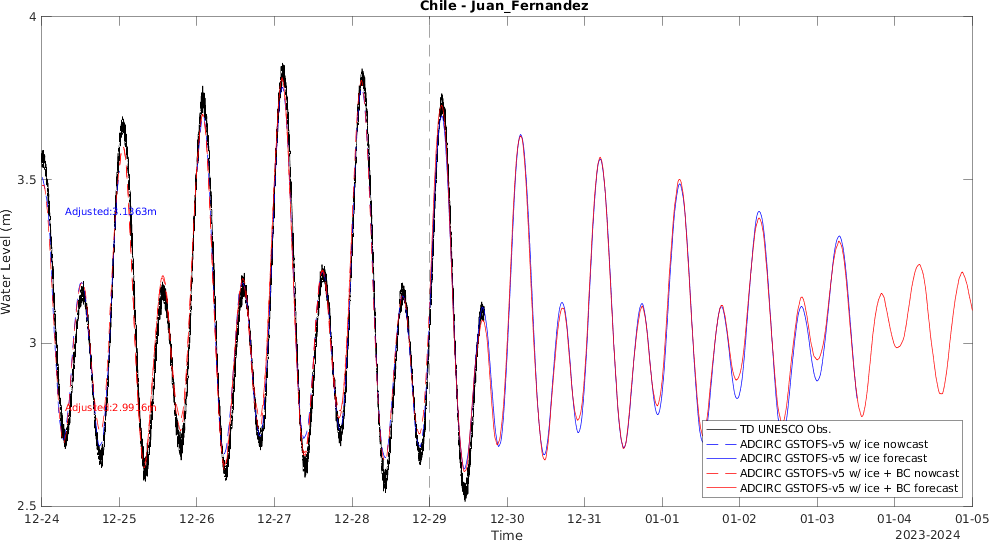 Chile - Juan_Fernandez
4
3.5
3
2.5
Water Level (m)
Adjusted:3.1363m
Adjusted:2.9916m
TD UNESCO Obs.
ADCIRC GSTOFS-v5 w/ ice nowcast
ADCIRC GSTOFS-v5 w/ ice forecast
ADCIRC GSTOFS-v5 w/ ice + BC nowcast
ADCIRC GSTOFS-v5 w/ ice + BC forecast
12-24 12-25 12-26 12-27 12-28 12-29 12-30 12-31 01-01 01-02 01-03 01-04 01-05
Time
2023-2024